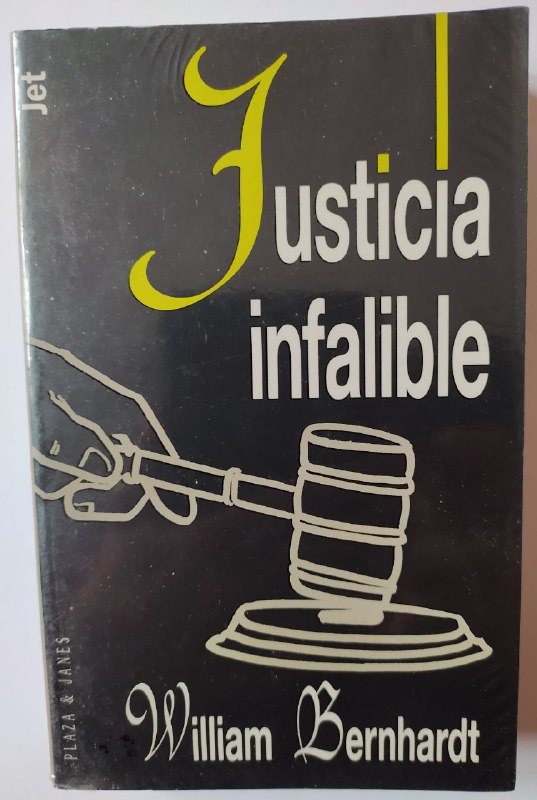 Jet
Justicia
infalible
PLAZA & JANES
William Bernhardt